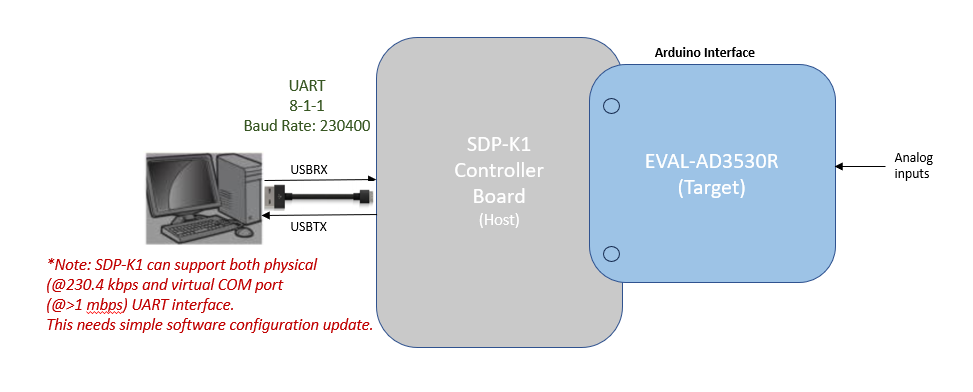 Arduino Interface
UART
8-1-1
Baud Rate: 230400
USBRX
USBTX
SDP-K1
Controller
Board
(Host)
EVAL-AD3530R
(Target)
Analog
inputs
*Note: SDP-K1 can support both physical
(@230.4 kbps and virtual COM port
(@>1 mbps) UART interface.
This needs simple software configuration update.